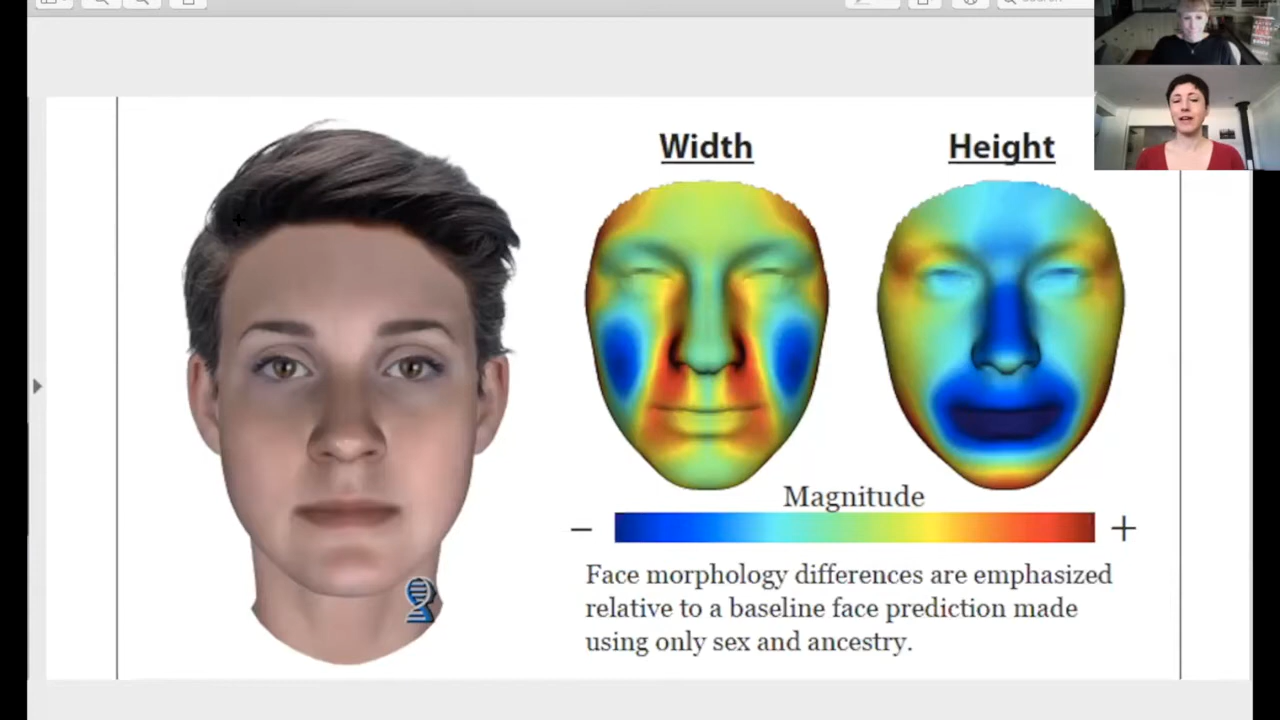 Width
Height
Magnitude
− +
Face morphology differences are emphasized
relative to a baseline face prediction made
using only sex and ancestry.